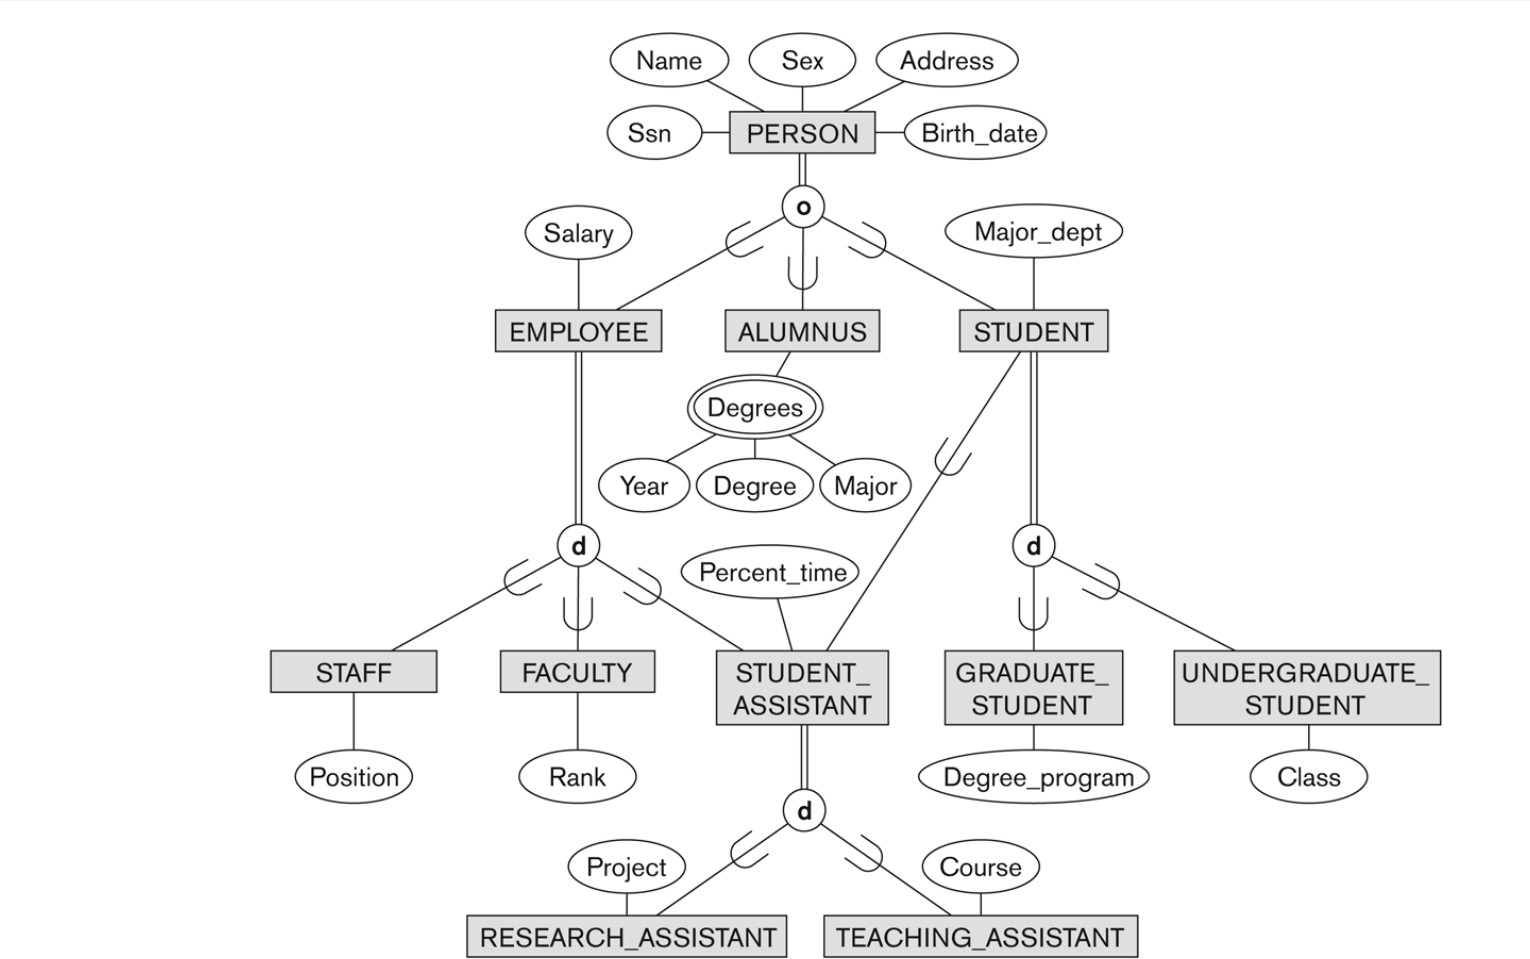 Name
Sex
Address
Ssn
PERSON
Birth_date
o
Salary
Major_dept
EMPLOYEE
ALUMNUS
STUDENT
Degrees
Year
Degree
Major
d
d
Percent_time
STAFF
FACULTY
STUDENT_
ASSISTANT
GRADUATE_
STUDENT
UNDERGRADUATE_
STUDENT
Position
Rank
Degree_program
Class
d
Project
Course
RESEARCH_ASSISTANT
TEACHING_ASSISTANT